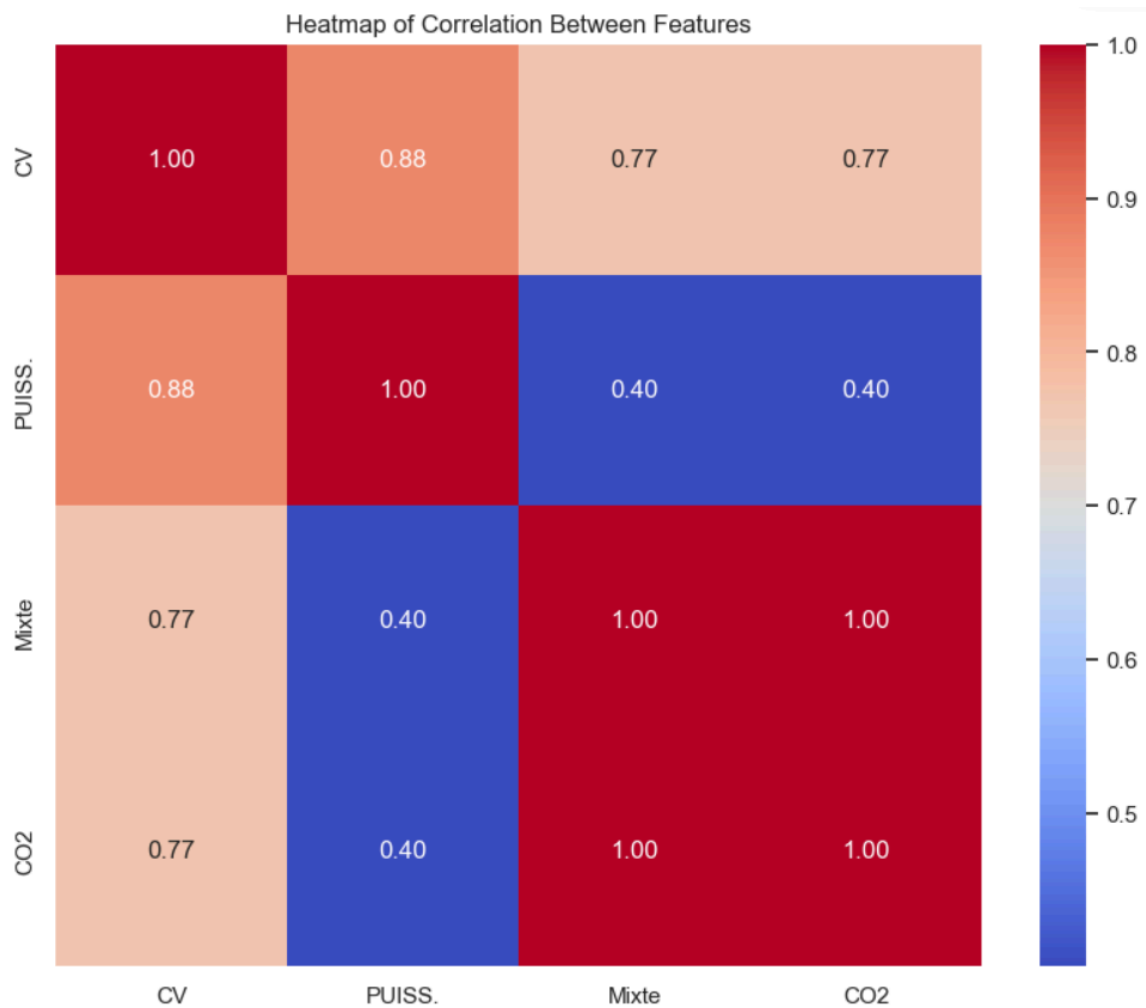 Heatmap of Correlation Between Features
CV 1.00 0.88 0.77 0.77
PUISS. 0.88 1.00 0.40 0.40
Mixte 0.77 0.40 1.00 1.00
CO2 0.77 0.40 1.00 1.00
CV PUISS. Mixte CO2
1.0
0.9
0.8
0.7
0.6
0.5